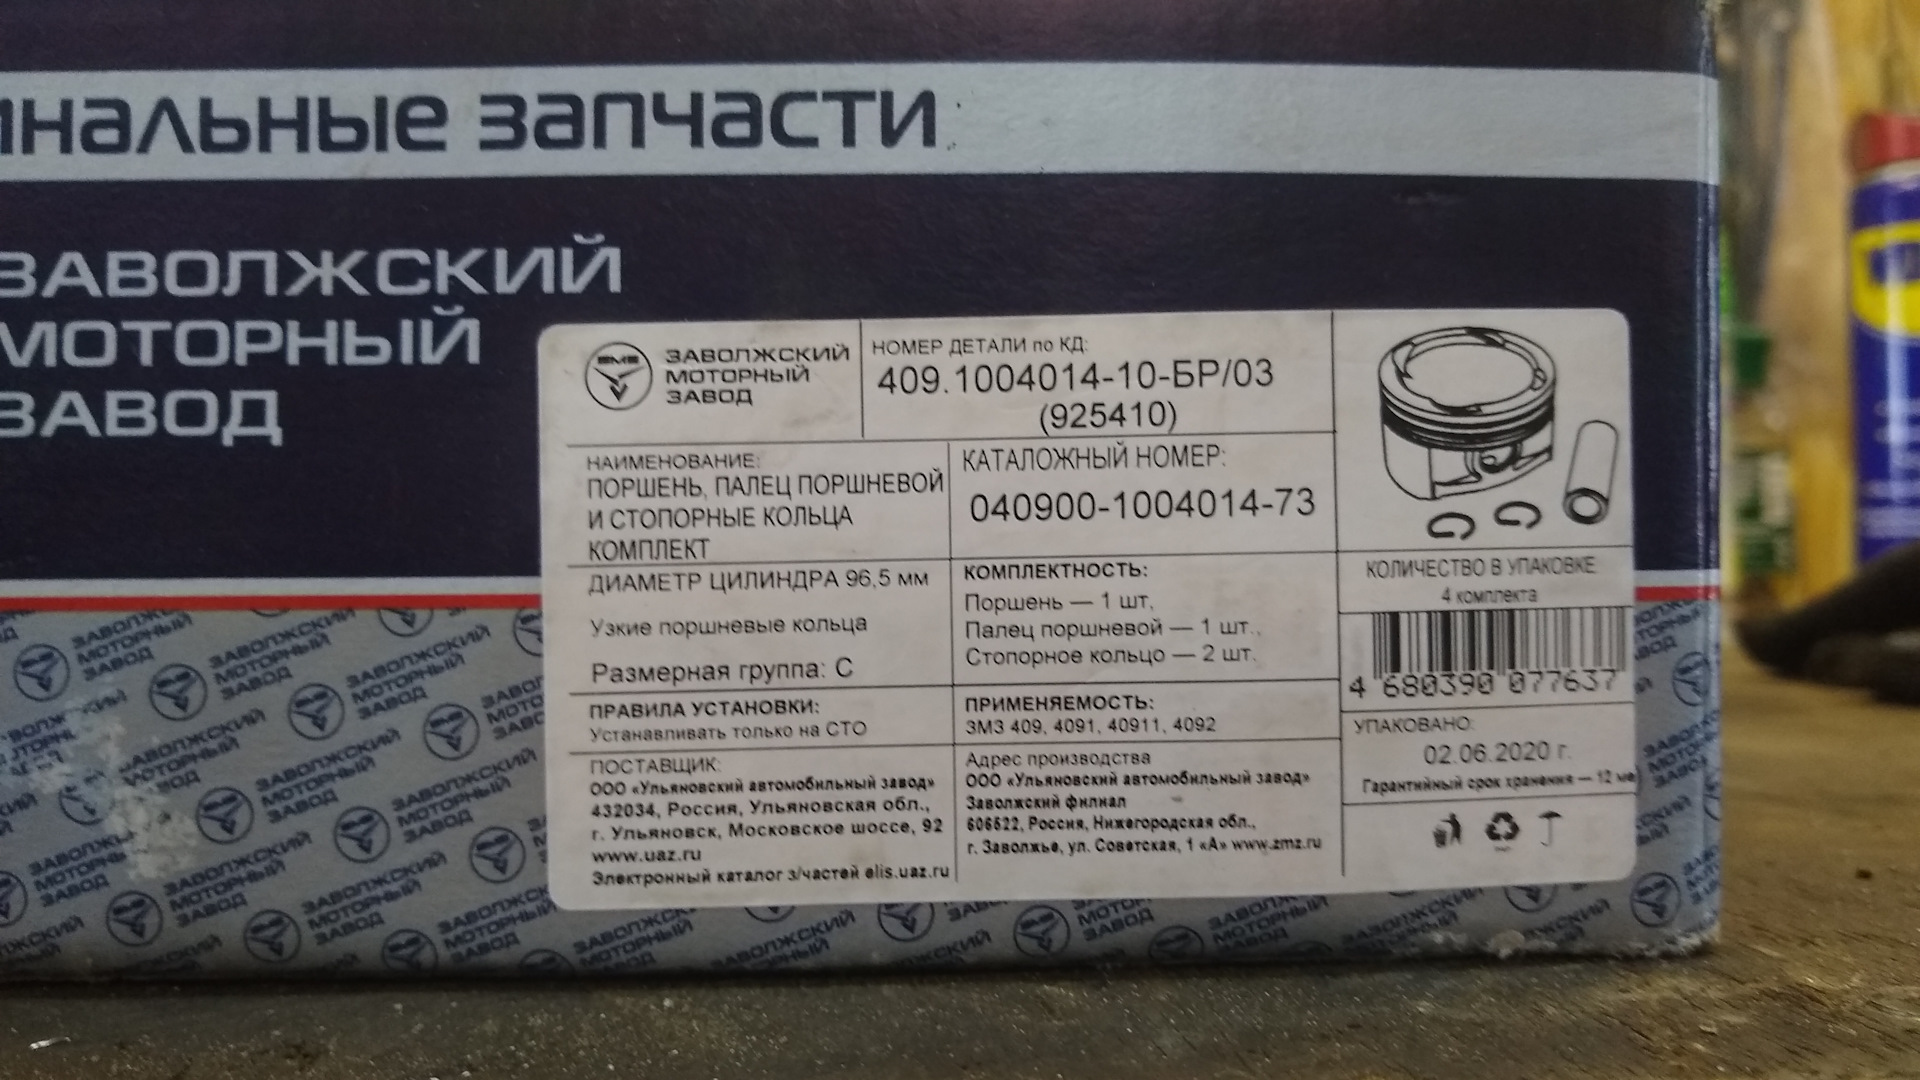 инальные запчасти
ЗАВОЛЖСКИЙ
МОТОРНЫЙ
ЗАВОД
ЗМЗ
ЗАВОЛЖСКИЙ
МОТОРНЫЙ
ЗАВОД
НОМЕР ДЕТАЛИ по КД:
409.1004014-10-БР/03
(925410)
НАИМЕНОВАНИЕ:
ПОРШЕНЬ, ПАЛЕЦ ПОРШНЕВОЙ
И СТОПОРНЫЕ КОЛЬЦА
КОМПЛЕКТ
КАТАЛОЖНЫЙ НОМЕР:
040900-1004014-73
ДИАМЕТР ЦИЛИНДРА 96,5 мм
Узкие поршневые кольца
Размерная группа: С
КОМПЛЕКТНОСТЬ:
Поршень — 1 шт,
Палец поршневой — 1 шт.,
Стопорное кольцо — 2 шт.
КОЛИЧЕСТВО В УПАКОВКЕ
4 комплекта
4 680390 077637
ПРАВИЛА УСТАНОВКИ:
Устанавливать только на СТО
ПРИМЕНЯЕМОСТЬ:
ЗМЗ 409, 4091, 40911, 4092
УПАКОВАНО:
02.06.2020 г.
Гарантийный срок хранения — 12 ме
ПОСТАВЩИК:
ООО «Ульяновский автомобильный завод»
432034, Россия, Ульяновская обл.,
г. Ульяновск, Московское шоссе, 92
www.uaz.ru
Электронный каталог з/частей elis.uaz.ru
Адрес производства
ООО «Ульяновский автомобильный завод»
Заволжский филиал
606522, Россия, Нижегородская обл.,
г. Заволжье, ул. Советская, 1 «А» www.zmz.ru